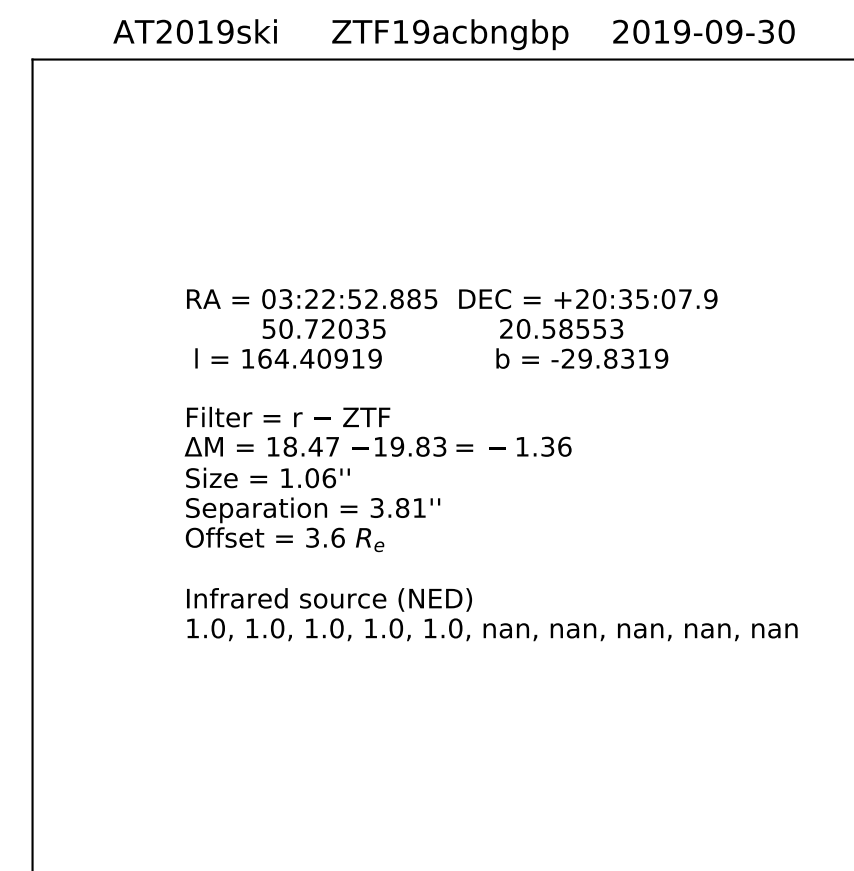 AT2019ski ZTF19acbngbp 2019-09-30
RA = 03:22:52.885 DEC = +20:35:07.9
50.72035 20.58553
l = 164.40919 b = -29.8319
Filter = r − ZTF
ΔM = 18.47 −19.83 = − 1.36
Size = 1.06''
Separation = 3.81''
Offset = 3.6 Re
Infrared source (NED)
1.0, 1.0, 1.0, 1.0, 1.0, nan, nan, nan, nan, nan